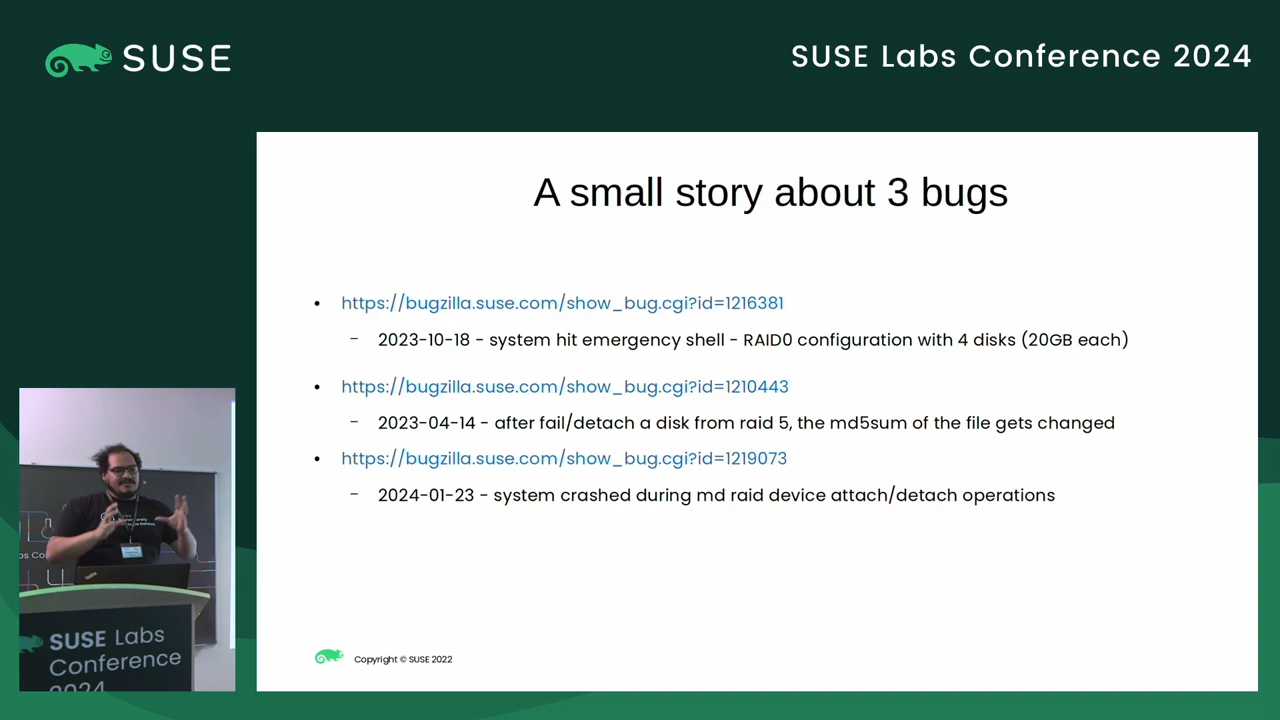 SUSE
SUSE Labs Conference 2024
A small story about 3 bugs
• https://bugzilla.suse.com/show_bug.cgi?id=1216381
– 2023-10-18 - system hit emergency shell - RAID0 configuration with 4 disks (20GB each)
• https://bugzilla.suse.com/show_bug.cgi?id=1210443
– 2023-04-14 - after fail/detach a disk from raid 5, the md5sum of the file gets changed
• https://bugzilla.suse.com/show_bug.cgi?id=1219073
– 2024-01-23 - system crashed during md raid device attach/detach operations
Copyright © SUSE 2022
SUSE Labs
Conference
2024